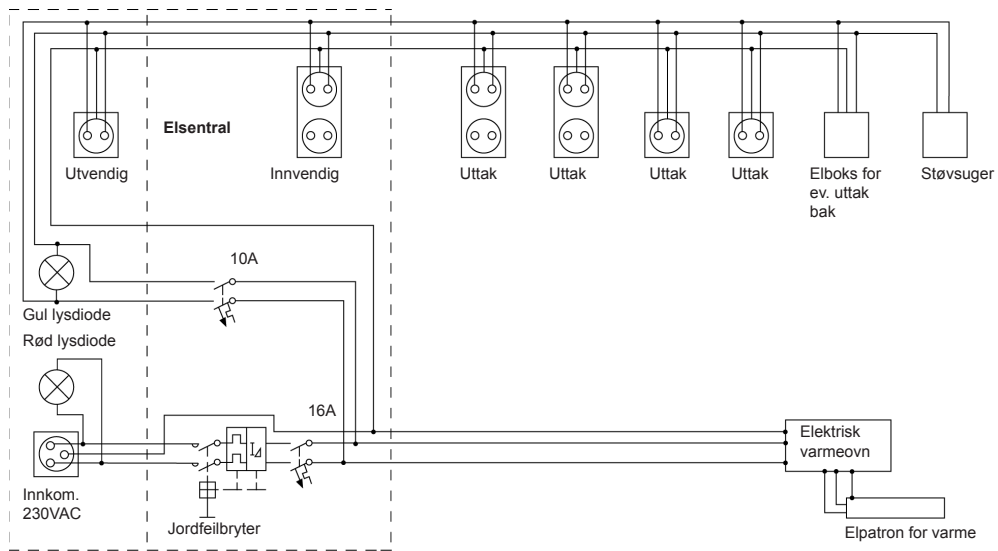 Elsentral
Utvendig
Innvendig
Uttak
Uttak
Uttak
Uttak
Elboks for
ev. uttak
bak
Støvsuger
10A
Gul lysdiode
Rød lysdiode
16A
Elektrisk
varmeovn
I∆
Innkom.
230VAC
Jordfeilbryter
Elpatron for varme